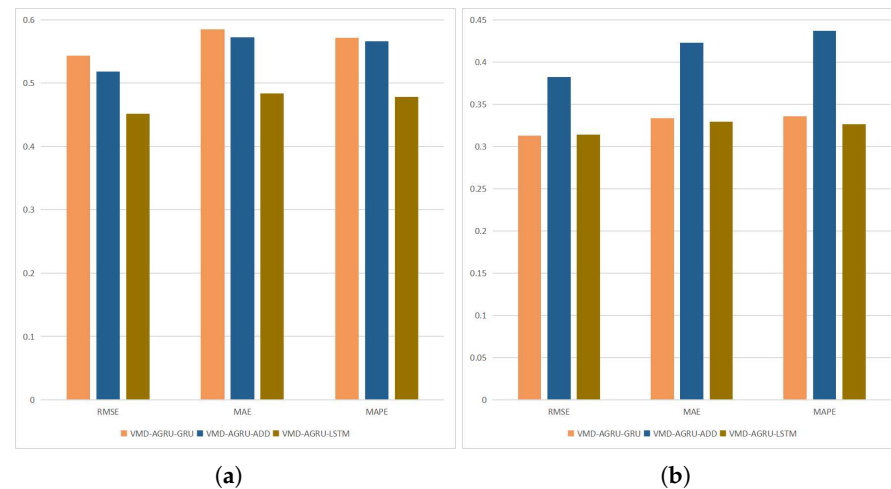 0.6
0.5
0.4
0.3
0.2
0.1
0
RMSE MAE MAPE
VMD-AGRU-GRU VMD-AGRU-ADD VMD-AGRU-LSTM
(a)
0.45
0.4
0.35
0.3
0.25
0.2
0.15
0.1
0.05
0
RMSE MAE MAPE
VMD-AGRU-GRU VMD-AGRU-ADD VMD-AGRU-LSTM
(b)